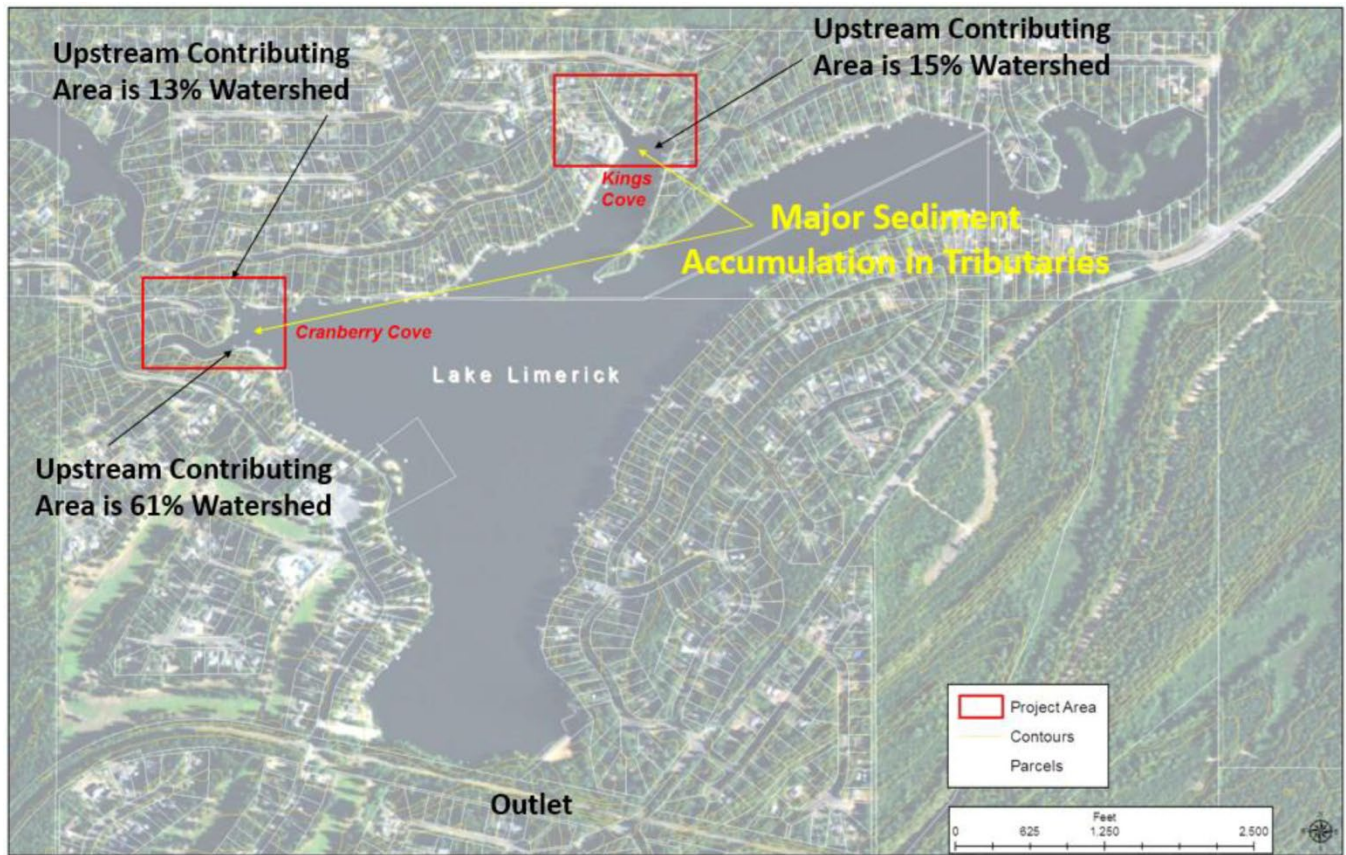 Upstream Contributing
Area is 13% Watershed
Upstream Contributing
Area is 15% Watershed
Kings
Cove
Major Sediment
Accumulation in Tributaries
Cranberry Cove
Lake Limerick
Upstream Contributing
Area is 61% Watershed
Outlet
Project Area
Contours
Parcels
Feet
0 625 1,250 2,500